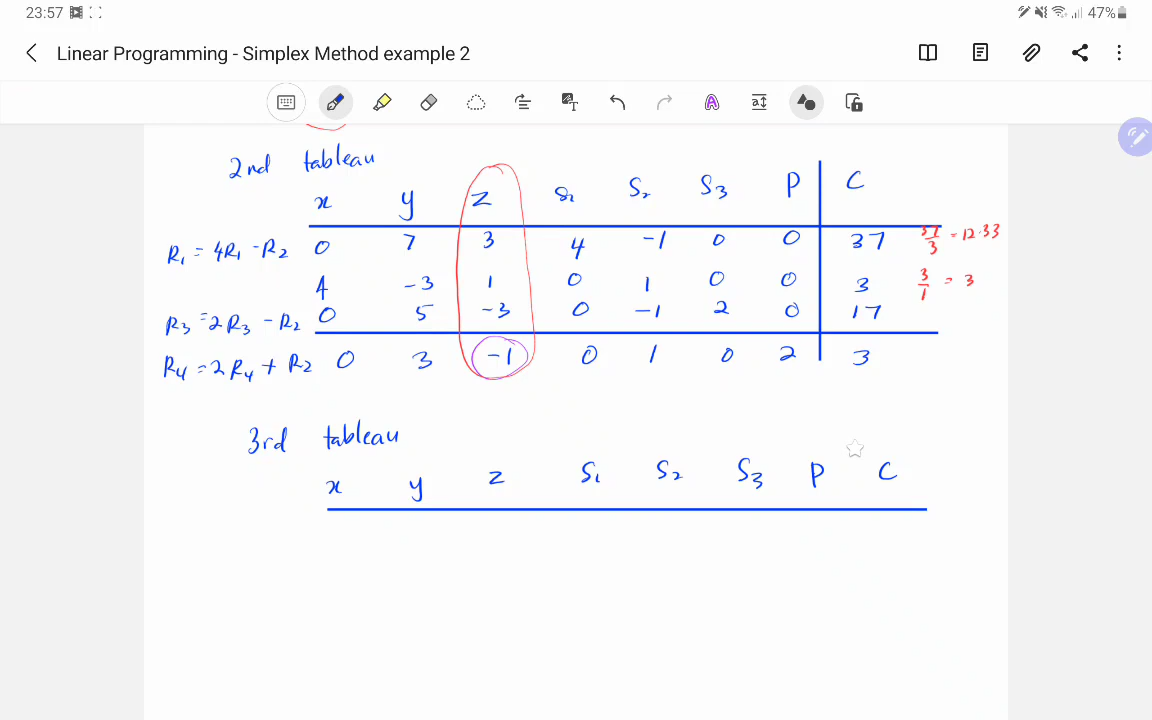 23:57 47%
Linear Programming - Simplex Method example 2
2nd tableau
x y z S1 S2 S3 P C
R1 = 4R1 - R2 0 7 3 4 -1 0 0 37 37/3 = 12.33
4 -3 1 0 1 0 0 3 3/1 = 3
R3 = 2R3 - R2 0 5 -3 0 -1 2 0 17
R4 = 2R4 + R2 0 3 -1 0 1 0 2 3
3rd tableau
x y z S1 S2 S3 P C